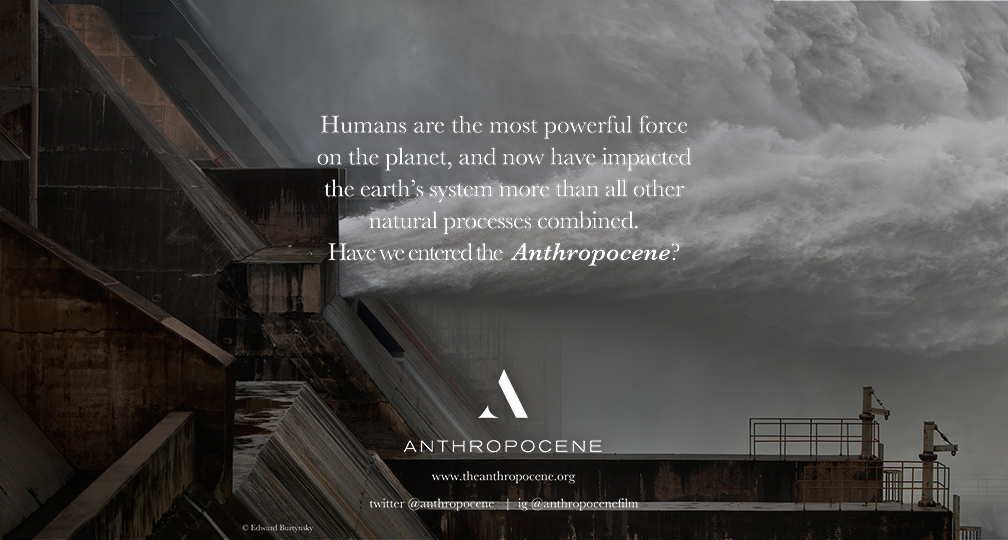 Humans are the most powerful force
on the planet, and now have impacted
the earth's system more than all other
natural processes combined.
Have we entered the Anthropocene?
ANTHROPOCENE
www.theanthropocene.org
twitter @anthropocene | ig @anthropocenefilm
© Edward Burtynsky